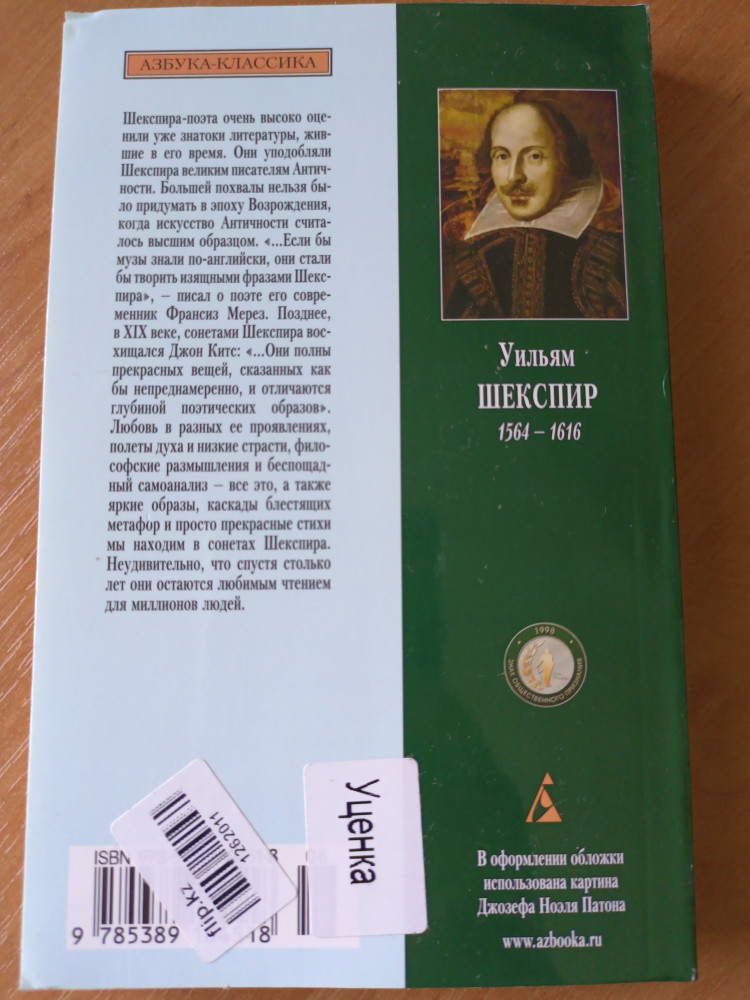 АЗБУКА-КЛАССИКА
Шекспира-поэта очень высоко оце-
нили уже знатоки литературы, жив-
шие в его время. Они уподобляли
Шекспира великим писателям Антич-
ности. Большей похвалы нельзя бы-
ло придумать в эпоху Возрождения,
когда искусство Античности счита-
лось высшим образцом. «...Если бы
музы знали по-английски, они стали
бы творить изящными фразами Шекс-
пира», – писал о поэте его совре-
менник Франсиз Мерез. Позднее,
в XIX веке, сонетами Шекспира вос-
хищался Джон Китс: «...Они полны
прекрасных вещей, сказанных как
бы непреднамеренно, и отличаются
глубиной поэтических образов».
Любовь в разных ее проявлениях,
полеты духа и низкие страсти, фило-
софские размышления и беспощад-
ный самоанализ – все это, а также
яркие образы, каскады блестящих
метафор и просто прекрасные стихи
мы находим в сонетах Шекспира.
Неудивительно, что спустя столько
лет они остаются любимым чтением
для миллионов людей.
Уильям
ШЕКСПИР
1564 – 1616
1998
ЗНАК ОБЩЕСТВЕННОГО ПРИЗНАНИЯ
В оформлении обложки
использована картина
Джозефа Ноэля Патона
www.azbooka.ru
ISBN
9 785389 18
flip.kz
1262011
Уценка